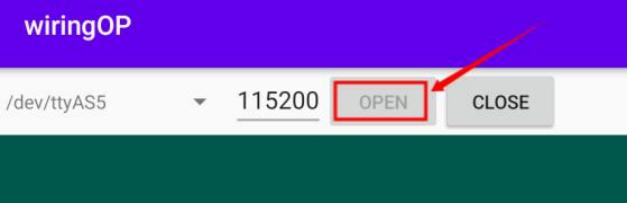 wiringOP
/dev/ttyAS5 115200 OPEN CLOSE